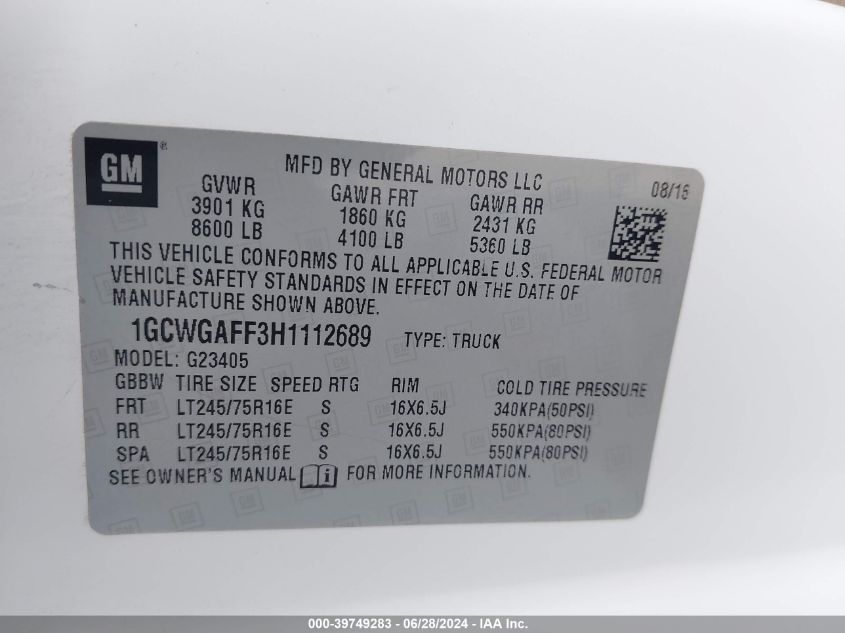 GM®
MFD BY GENERAL MOTORS LLC
08/16
GVWR GAWR FRT GAWR RR
3901 KG 1860 KG 2431 KG
8600 LB 4100 LB 5360 LB
THIS VEHICLE CONFORMS TO ALL APPLICABLE U.S. FEDERAL MOTOR
VEHICLE SAFETY STANDARDS IN EFFECT ON THE DATE OF
MANUFACTURE SHOWN ABOVE.
1GCWGAFF3H1112689 TYPE: TRUCK
MODEL: G23405
GBBW TIRE SIZE SPEED RTG RIM COLD TIRE PRESSURE
FRT LT245/75R16E S 16X6.5J 340KPA(50PSI)
RR LT245/75R16E S 16X6.5J 550KPA(80PSI)
SPA LT245/75R16E S 16X6.5J 550KPA(80PSI)
SEE OWNER'S MANUAL i FOR MORE INFORMATION.
000-39749283 - 06/28/2024 - IAA Inc.